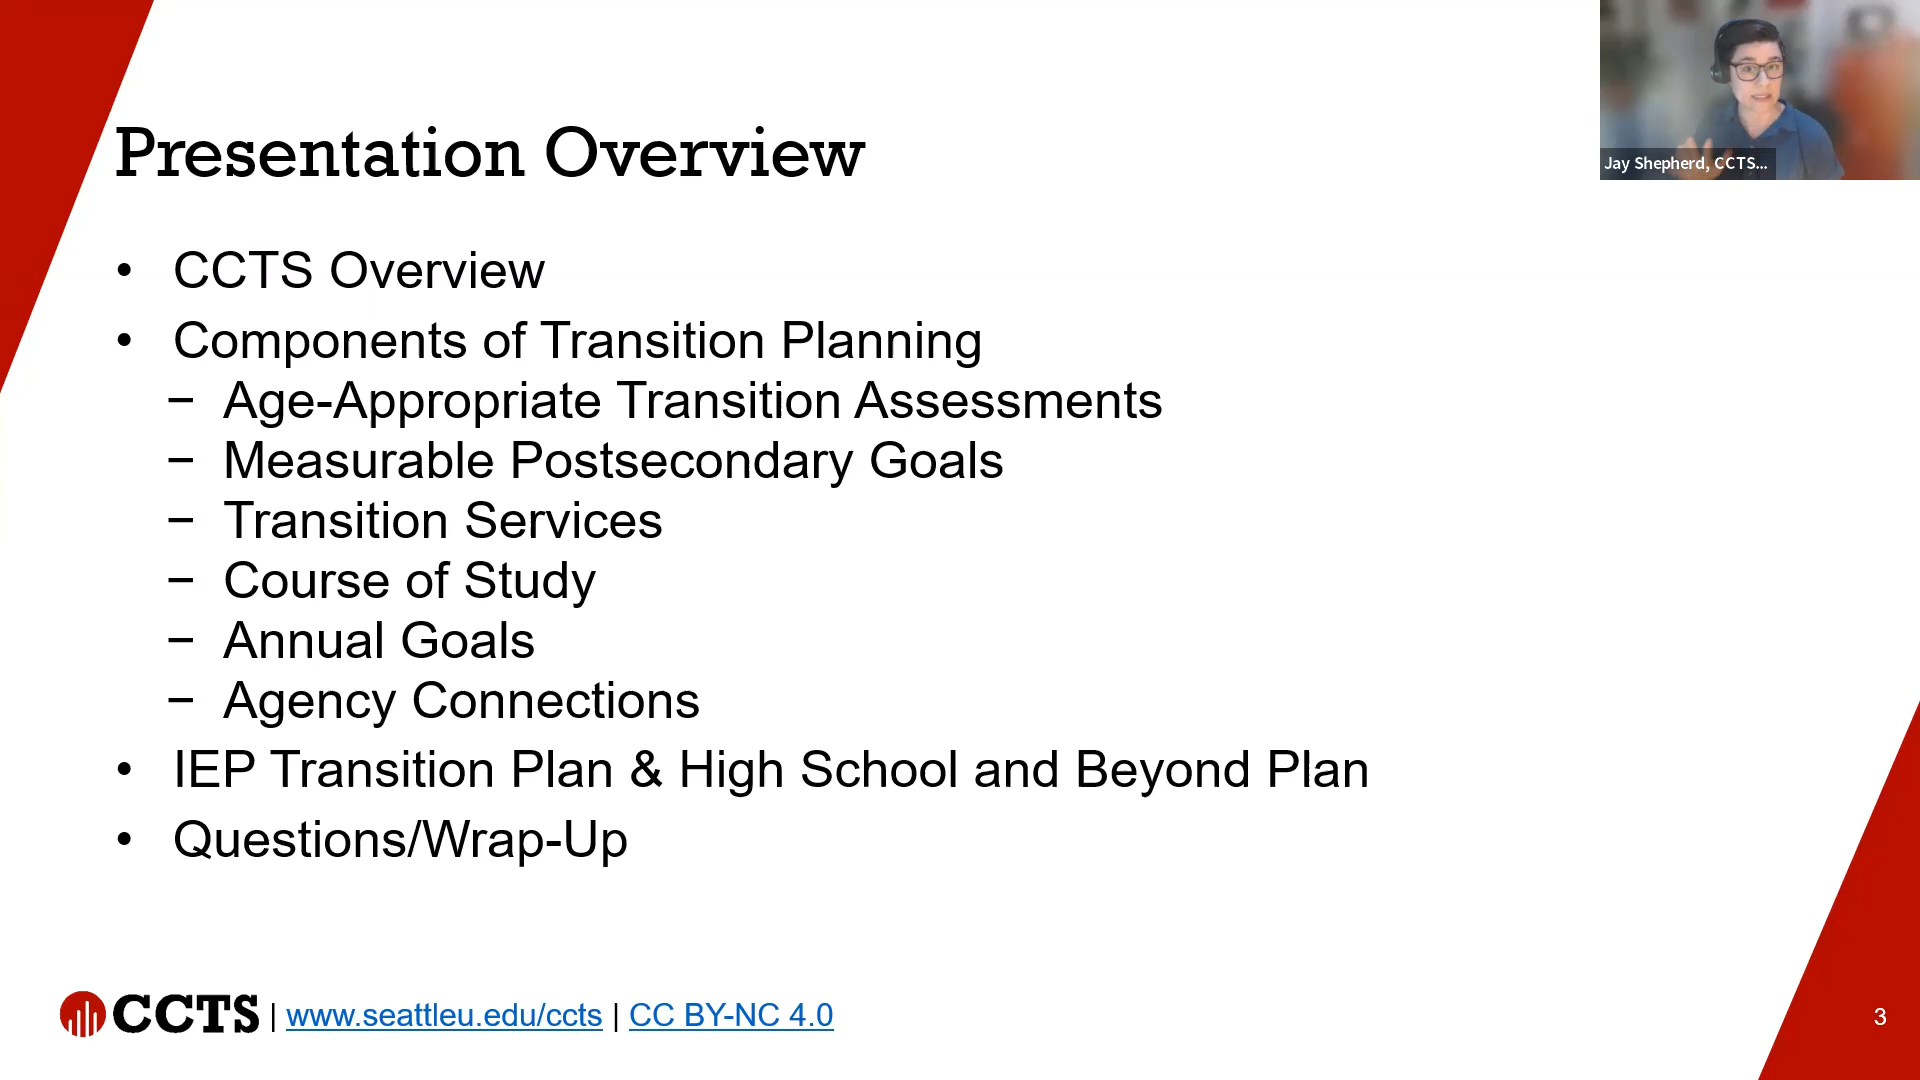 Presentation Overview
Jay Shepherd, CCTS...
• CCTS Overview
• Components of Transition Planning
– Age-Appropriate Transition Assessments
– Measurable Postsecondary Goals
– Transition Services
– Course of Study
– Annual Goals
– Agency Connections
• IEP Transition Plan & High School and Beyond Plan
• Questions/Wrap-Up
CCTS | www.seattleu.edu/ccts | CC BY-NC 4.0
3